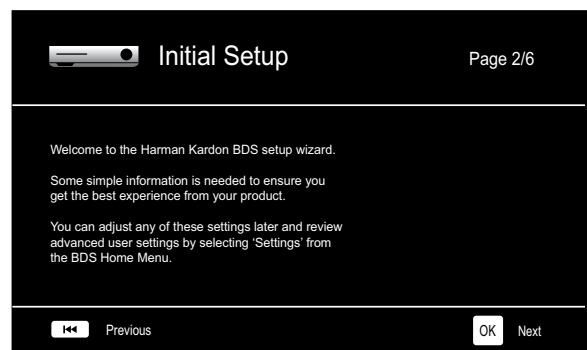 Initial Setup
Page 2/6
Welcome to the Harman Kardon BDS setup wizard.
Some simple information is needed to ensure you
get the best experience from your product.
You can adjust any of these settings later and review
advanced user settings by selecting ‘Settings’ from
the BDS Home Menu.
Previous
OK Next